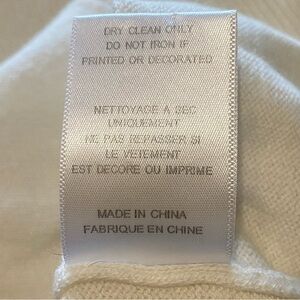 DRY CLEAN ONLY
DO NOT IRON IF
PRINTED OR DECORATED
NETTOYAGE A SEC
UNIQUEMENT
NE PAS REPASSER SI
LE VETEMENT
EST DECORE OU IMPRIME
MADE IN CHINA
FABRIQUE EN CHINE